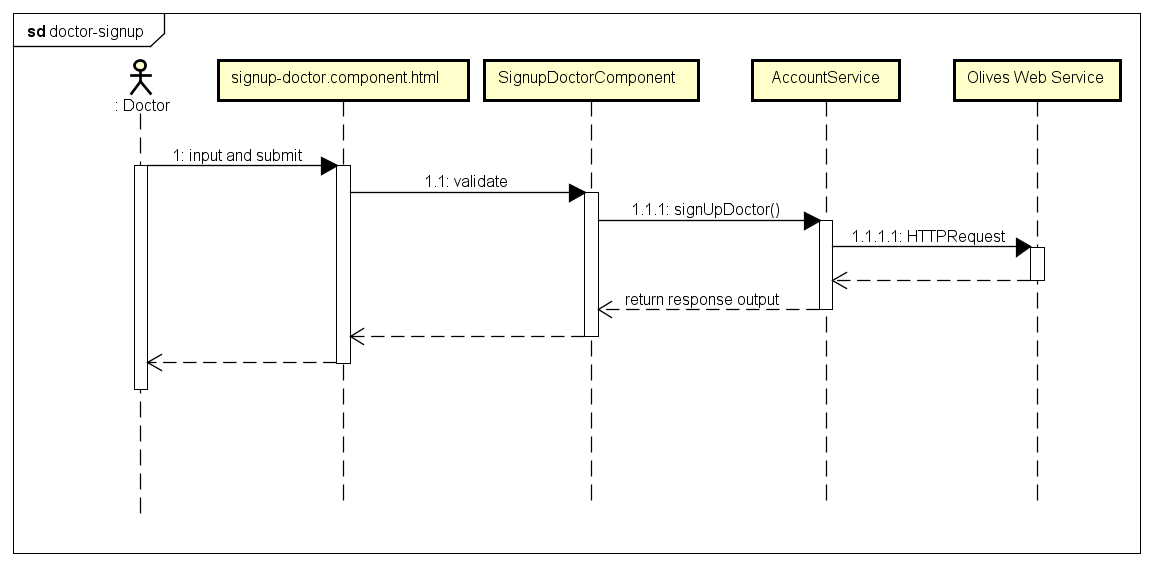 sd doctor-signup
: Doctor
signup-doctor.component.html
SignupDoctorComponent
AccountService
Olives Web Service
1: input and submit
1.1: validate
1.1.1: signUpDoctor()
1.1.1.1: HTTPRequest
return response output